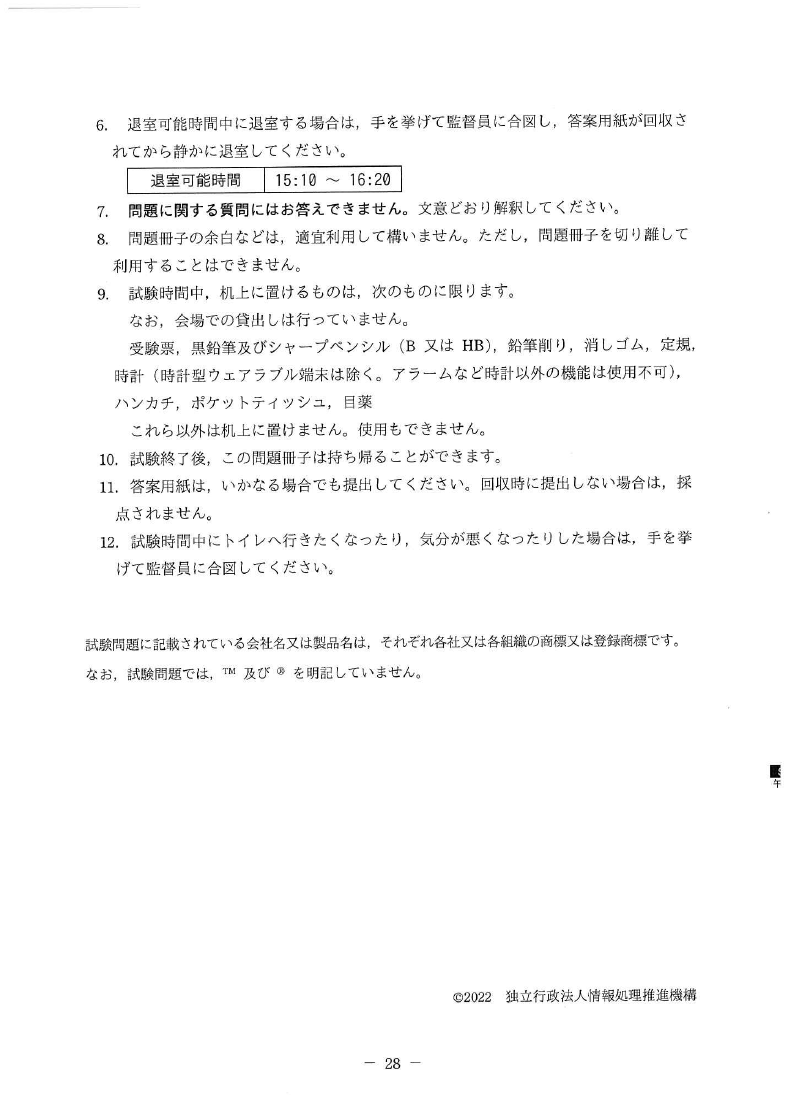 6. 退室可能時間中に退室する場合は，手を挙げて監督員に合図し，答案用紙が回収さ
れてから静かに退室してください。
退室可能時間 15:10 ～ 16:20
7. 問題に関する質問にはお答えできません。文意どおり解釈してください。
8. 問題冊子の余白などは，適宜利用して構いません。ただし，問題冊子を切り離して
利用することはできません。
9. 試験時間中，机上に置けるものは，次のものに限ります。
なお，会場での貸出しは行っていません。
受験票，黒鉛筆及びシャープペンシル（B 又は HB），鉛筆削り，消しゴム，定規，
時計（時計型ウェアラブル端末は除く。アラームなど時計以外の機能は使用不可），
ハンカチ，ポケットティッシュ，目薬
これら以外は机上に置けません。使用もできません。
10. 試験終了後，この問題冊子は持ち帰ることができます。
11. 答案用紙は，いかなる場合でも提出してください。回収時に提出しない場合は，採
点されません。
12. 試験時間中にトイレへ行きたくなったり，気分が悪くなったりした場合は，手を挙
げて監督員に合図してください。
試験問題に記載されている会社名又は製品名は，それぞれ各社又は各組織の商標又は登録商標です。
なお，試験問題では，™ 及び ® を明記していません。
午
©2022 独立行政法人情報処理推進機構
－ 28 －